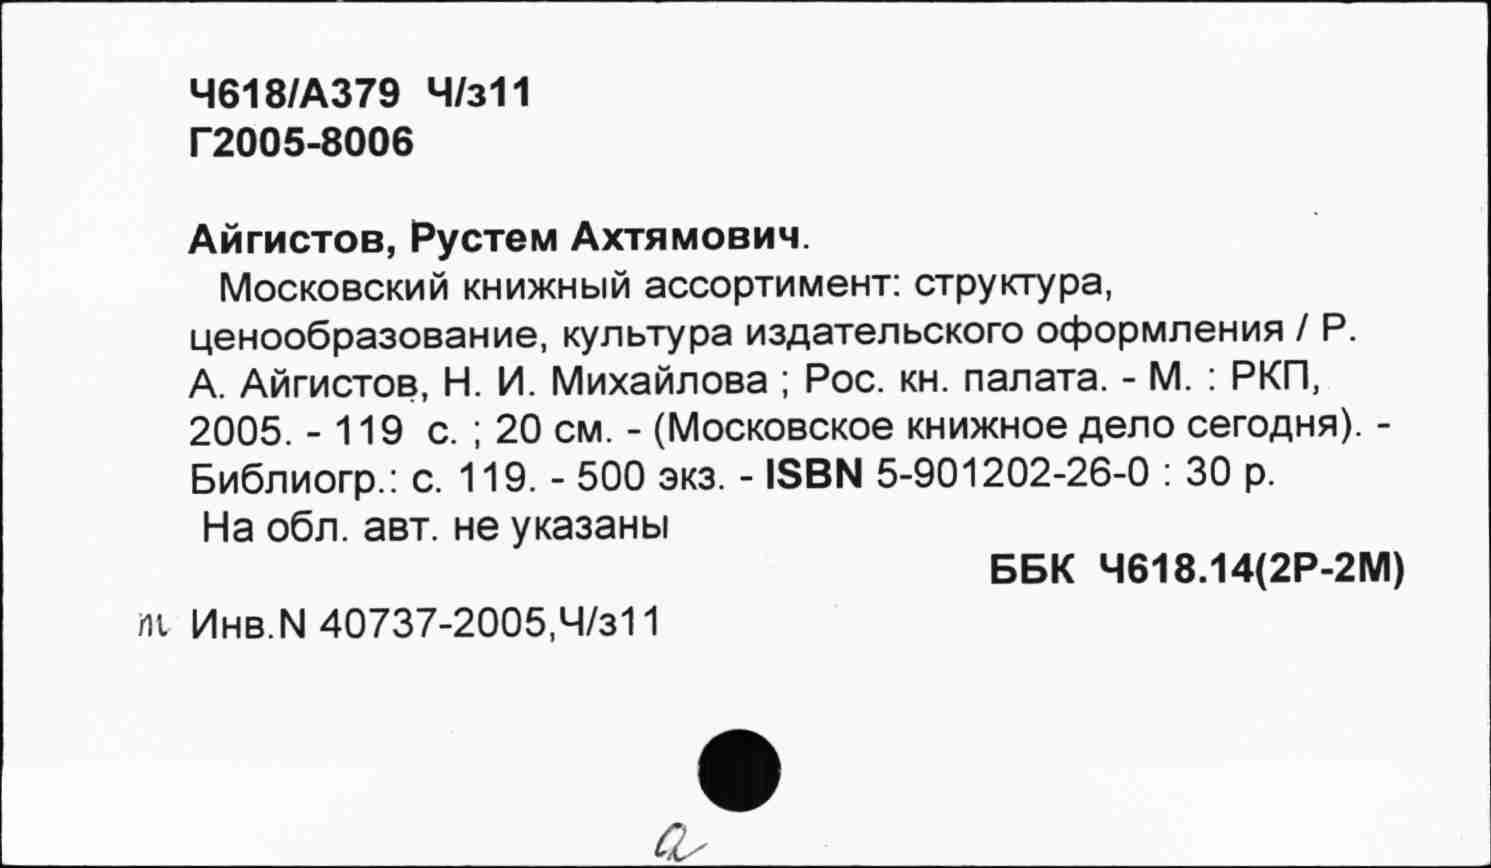 Ч618/А379 Ч/з11
Г2005-8006
Айгистов, Рустем Ахтямович.
Московский книжный ассортимент: структура,
ценообразование, культура издательского оформления / Р.
А. Айгистов, Н. И. Михайлова ; Рос. кн. палата. - М. : РКП,
2005. - 119 с. ; 20 см. - (Московское книжное дело сегодня). -
Библиогр.: с. 119. - 500 экз. - ISBN 5-901202-26-0 : 30 р.
На обл. авт. не указаны
ББК Ч618.14(2Р-2М)
Инв.N 40737-2005,Ч/з11
а